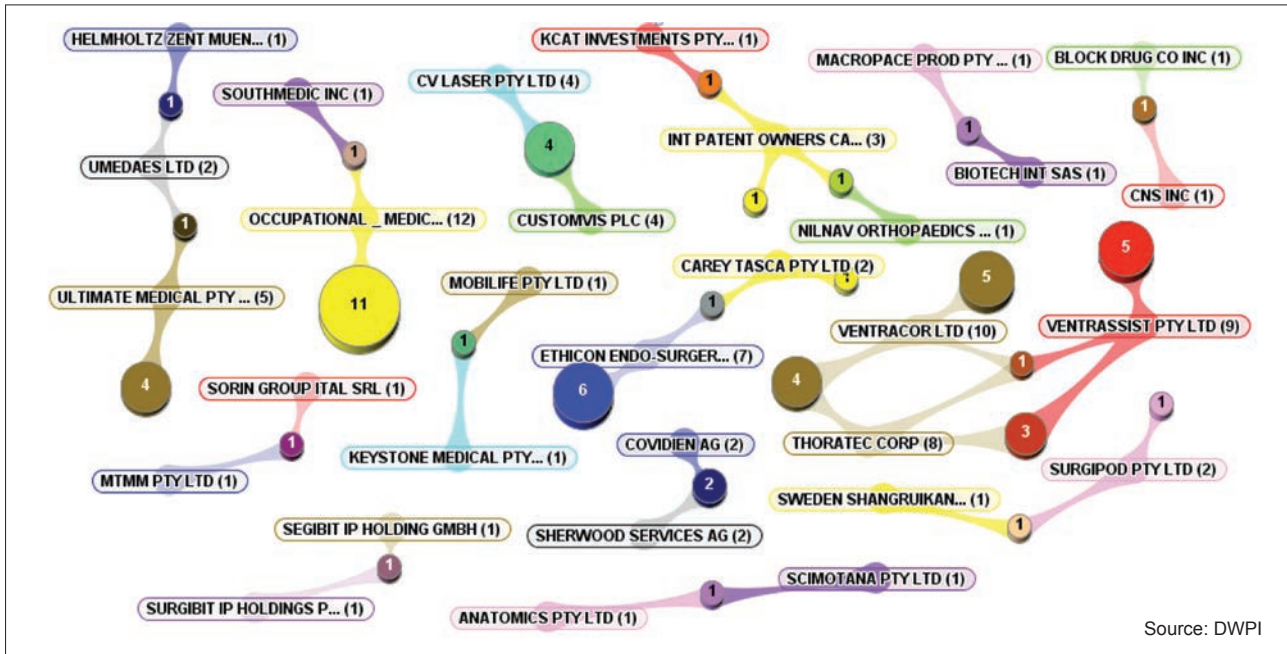 HELMHOLTZ ZENT MUEN... (1)
1
UMEDAES LTD (2)
1
ULTIMATE MEDICAL PTY ... (5)
4
SOUTHMEDIC INC (1)
1
OCCUPATIONAL _ MEDIC... (12)
11
CV LASER PTY LTD (4)
4
CUSTOMVIS PLC (4)
KCAT INVESTMENTS PTY... (1)
1
INT PATENT OWNERS CA... (3)
1
1
NILNAV ORTHOPAEDICS ... (1)
MACROPACE PROD PTY ... (1)
1
BIOTECH INT SAS (1)
BLOCK DRUG CO INC (1)
1
CNS INC (1)
SORIN GROUP ITAL SRL (1)
1
MTMM PTY LTD (1)
MOBILIFE PTY LTD (1)
1
KEYSTONE MEDICAL PTY... (1)
CAREY TASCA PTY LTD (2)
1
ETHICON ENDO-SURGER... (7)
6
5
VENTRACOR LTD (10)
4
1
THORATEC CORP (8)
3
5
VENTRASSIST PTY LTD (9)
COVIDIEN AG (2)
2
SHERWOOD SERVICES AG (2)
1
SURGIPOD PTY LTD (2)
SWEDEN SHANGRUIKAN... (1)
1
SEGIBIT IP HOLDING GMBH (1)
1
SURGIBIT IP HOLDINGS P... (1)
SCIMOTANA PTY LTD (1)
1
ANATOMICS PTY LTD (1)
Source: DWPI